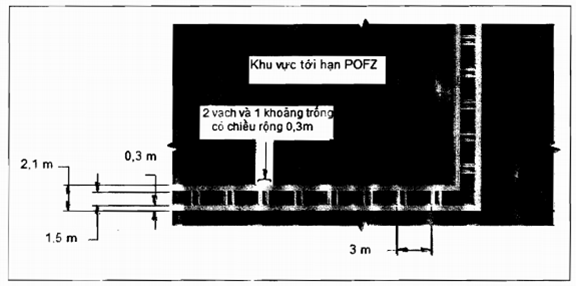 Khu vực tới hạn POFZ
2 vạch và 1 khoảng trống
có chiều rộng 0,3m
0,3 m
2,1 m
1.5 m
3 m